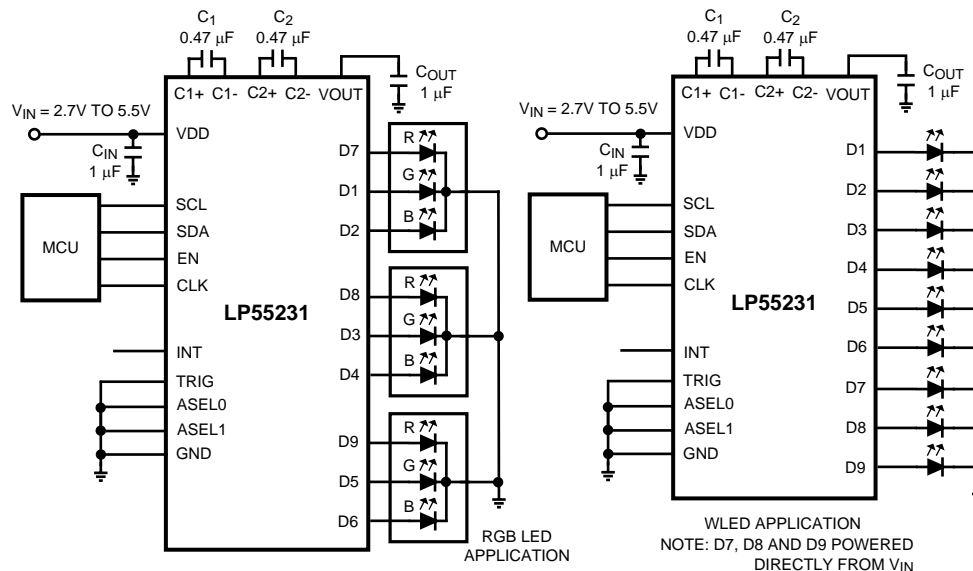 C1
0.47 µF
C2
0.47 µF
C1+ C1- C2+ C2- VOUT
COUT
1 µF
VIN = 2.7V TO 5.5V
CIN
1 µF
VDD
MCU
SCL
SDA
EN
CLK
LP55231
INT
TRIG
ASEL0
ASEL1
GND
D7
D1
D2
R
G
B
D8
D3
D4
R
G
B
D9
D5
D6
R
G
B
RGB LED
APPLICATION
C1
0.47 µF
C2
0.47 µF
C1+ C1- C2+ C2- VOUT
COUT
1 µF
VIN = 2.7V TO 5.5V
CIN
1 µF
VDD
MCU
SCL
SDA
EN
CLK
LP55231
INT
TRIG
ASEL0
ASEL1
GND
D1
D2
D3
D4
D5
D6
D7
D8
D9
WLED APPLICATION
NOTE: D7, D8 AND D9 POWERED
DIRECTLY FROM VIN